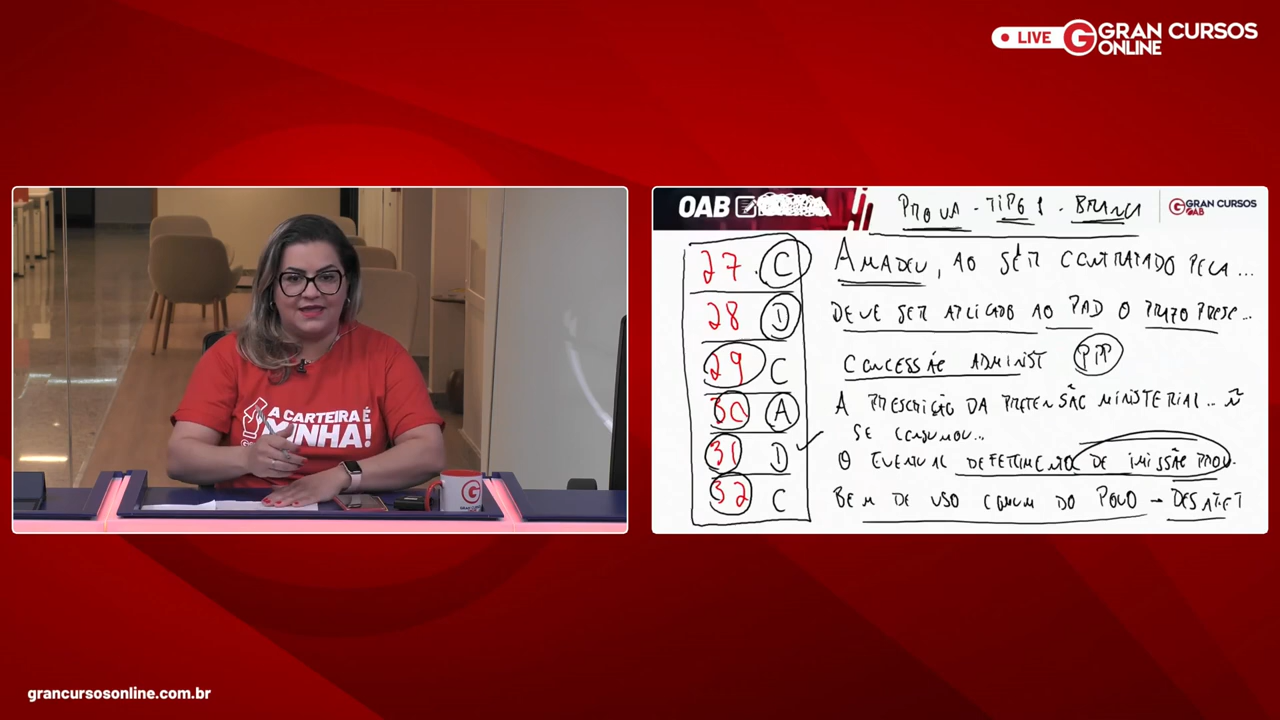 LIVE
GRAN CURSOS
ONLINE
A CARTEIRA É
MINHA!
GRAN CURSOS
OAB
PROVA - TIPO 1 - BRANCA
GRAN CURSOS
OAB
27 C AMADEU, AO SER CONTRATADO PELA...
28 D DEVE SER APLICADO AO PAD O PRAZO PRESC...
29 C CONCESSÃO ADMINIST PPP
30 A A PRESCRIÇÃO DA PRETENSÃO MINISTERIAL... Ñ
SE CONSUMOU...
31 D O EVENTUAL DEFERIMENTO DE IMISSÃO PROV.
32 C BEM DE USO COMUM DO POVO - DESAFET
grancursosonline.com.br